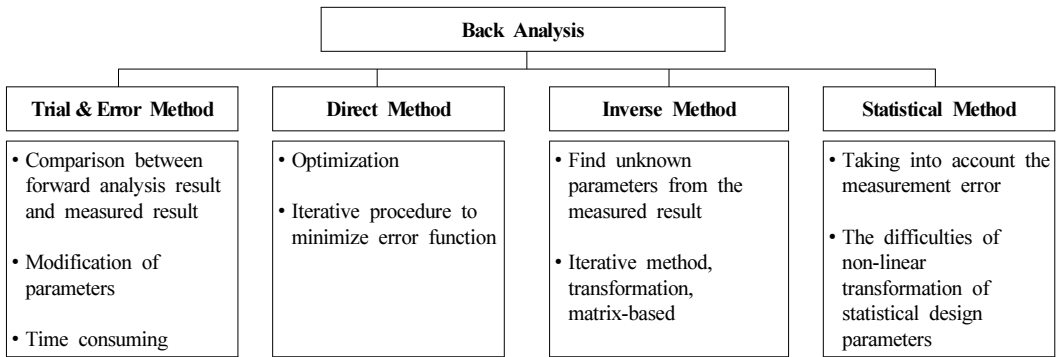 Back Analysis
Trial & Error Method
• Comparison between
forward analysis result
and measured result
• Modification of
parameters
• Time consuming
Direct Method
• Optimization
• Iterative procedure to
minimize error function
Inverse Method
• Find unknown
parameters from the
measured result
• Iterative method,
transformation,
matrix-based
Statistical Method
• Taking into account the
measurement error
• The difficulties of
non-linear
transformation of
statistical design
parameters